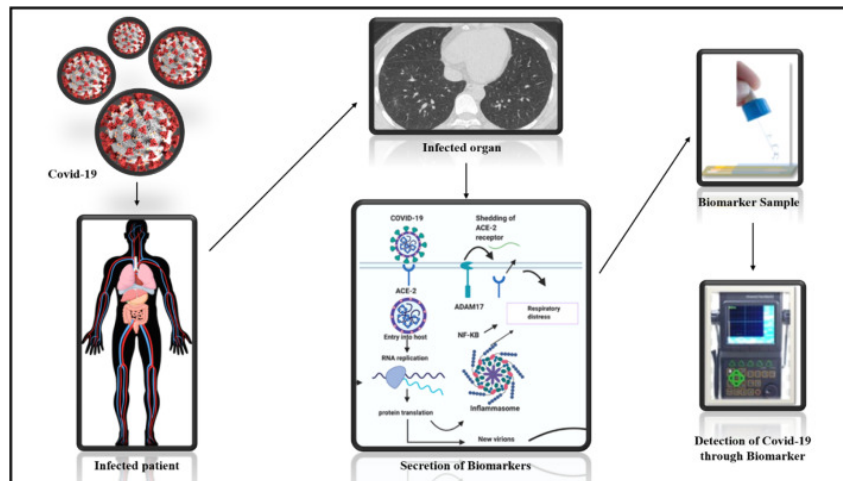 Covid-19
Infected patient
Infected organ
COVID-19
Shedding of
ACE-2
receptor
ACE-2
ADAM17
Respiratory
distress
Entry into host
NF-KB
RNA replication
protein translation
Inflammasome
New virions
Secretion of Biomarkers
Biomarker Sample
Detection of Covid-19
through Biomarker